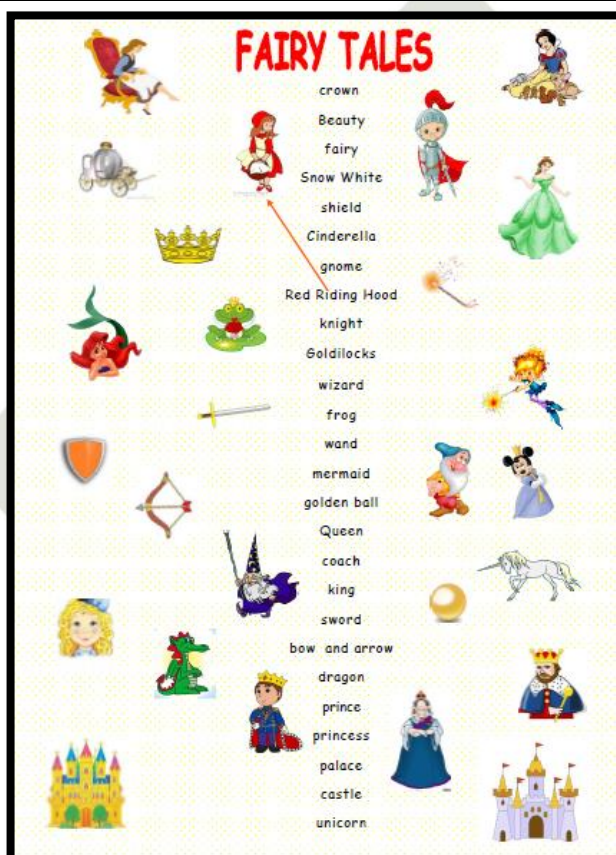 FAIRY TALES
crown
Beauty
fairy
Snow White
shield
Cinderella
gnome
Red Riding Hood
knight
Goldilocks
wizard
frog
wand
mermaid
golden ball
Queen
coach
king
sword
bow and arrow
dragon
prince
princess
palace
castle
unicorn